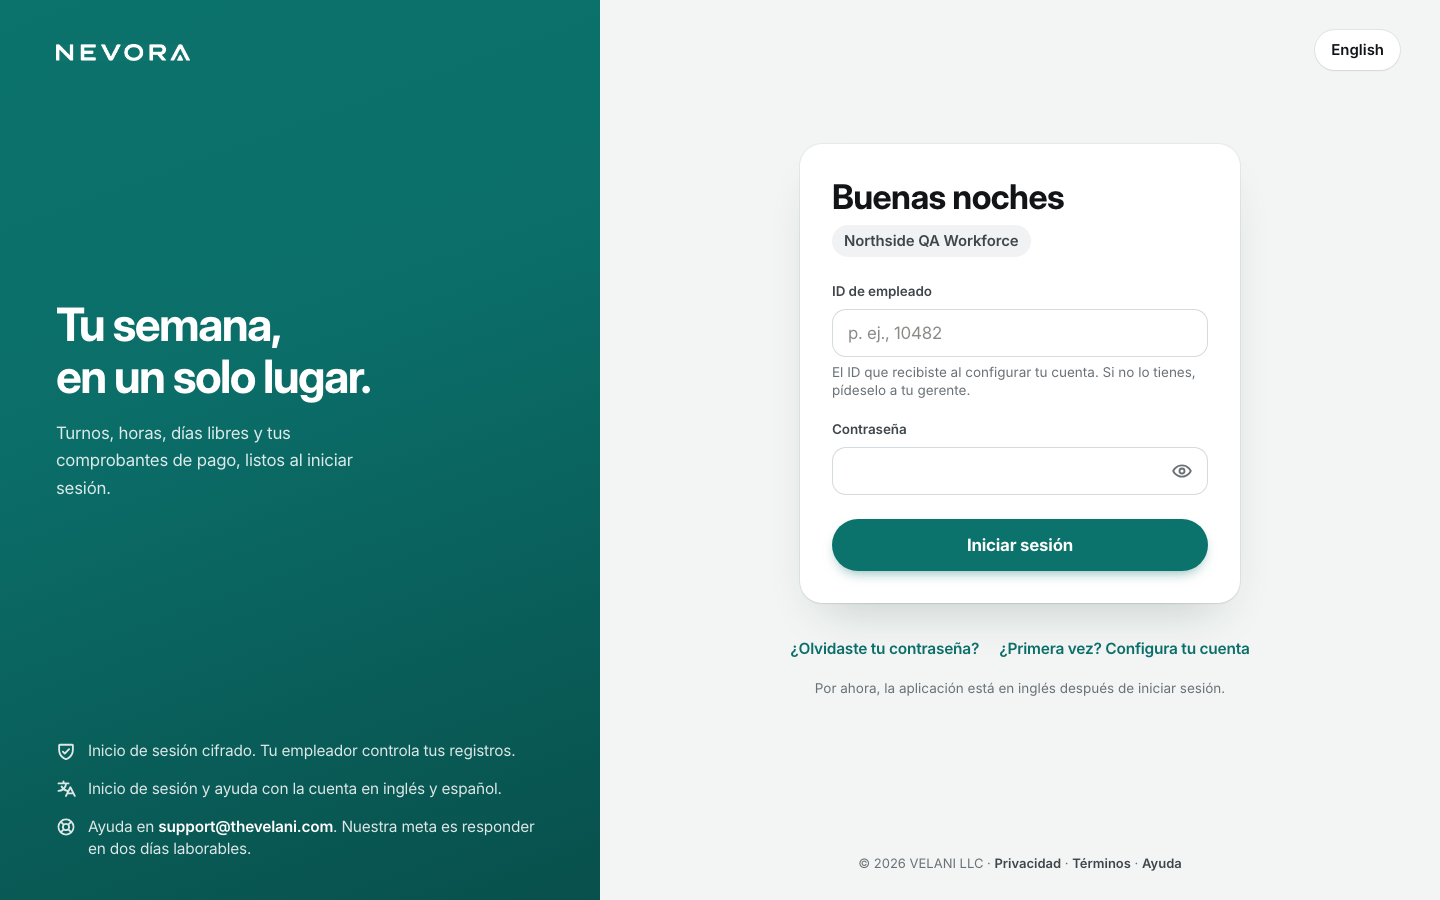 NEVORA
Tu semana,
en un solo lugar.
Turnos, horas, días libres y tus
comprobantes de pago, listos al iniciar
sesión.
Inicio de sesión cifrado. Tu empleador controla tus registros.
Inicio de sesión y ayuda con la cuenta en inglés y español.
Ayuda en support@thevelani.com. Nuestra meta es responder
en dos días laborables.
English
Buenas noches
Northside QA Workforce
ID de empleado
p. ej., 10482
El ID que recibiste al configurar tu cuenta. Si no lo tienes,
pídeselo a tu gerente.
Contraseña
Iniciar sesión
¿Olvidaste tu contraseña? ¿Primera vez? Configura tu cuenta
Por ahora, la aplicación está en inglés después de iniciar sesión.
© 2026 VELANI LLC · Privacidad · Términos · Ayuda